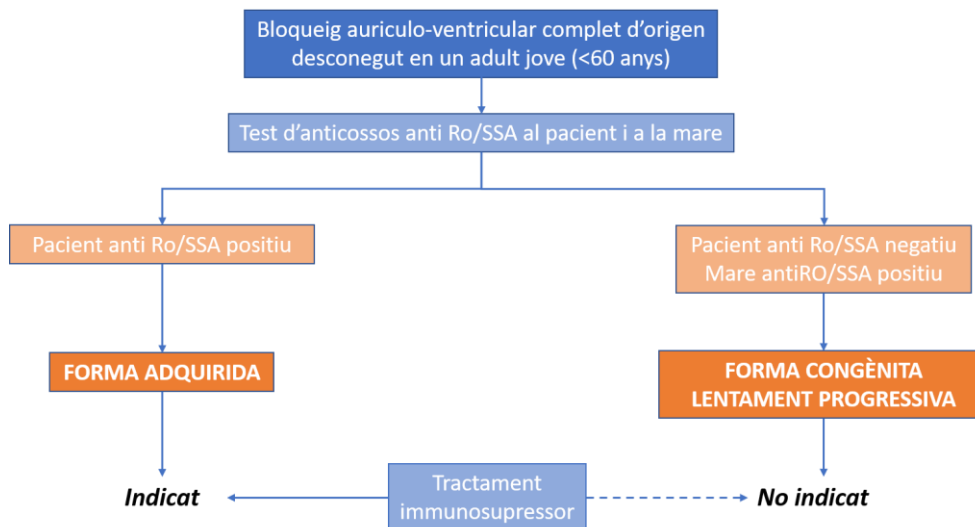 Bloqueig auriculo-ventricular complet d'origen
desconegut en un adult jove (<60 anys)
Test d'anticossos anti Ro/SSA al pacient i a la mare
Pacient anti Ro/SSA positiu
Pacient anti Ro/SSA negatiu
Mare antiRO/SSA positiu
FORMA ADQUIRIDA
FORMA CONGÈNITA
LENTAMENT PROGRESSIVA
Indicat
Tractament
immunosupressor
No indicat